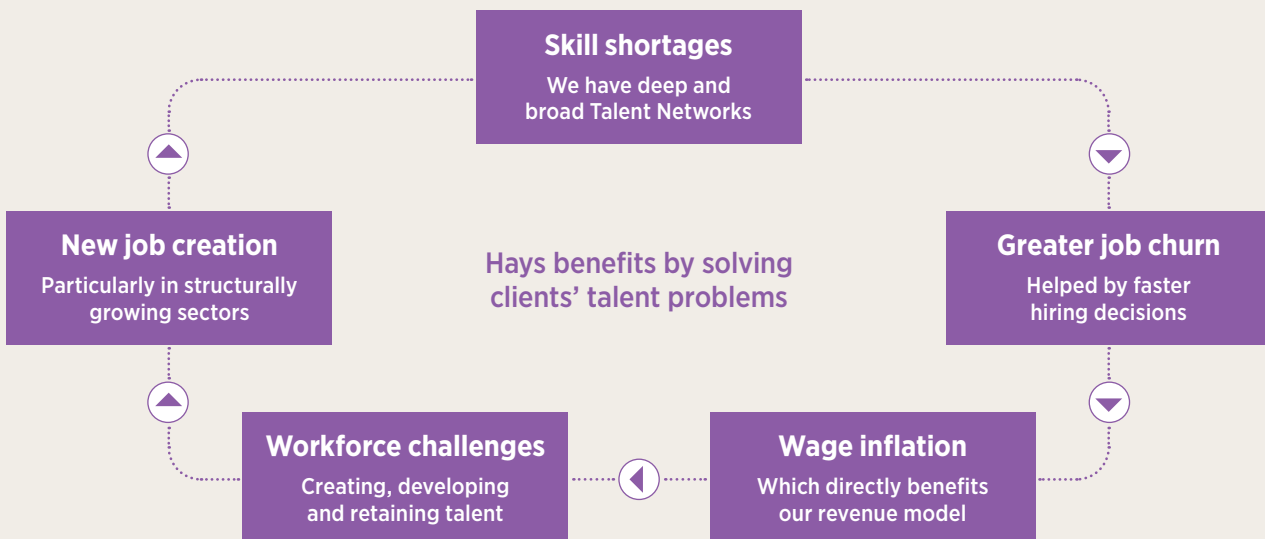 Skill shortages
We have deep and
broad Talent Networks
New job creation
Particularly in structurally
growing sectors
Hays benefits by solving
clients’ talent problems
Greater job churn
Helped by faster
hiring decisions
Workforce challenges
Creating, developing
and retaining talent
Wage inflation
Which directly benefits
our revenue model